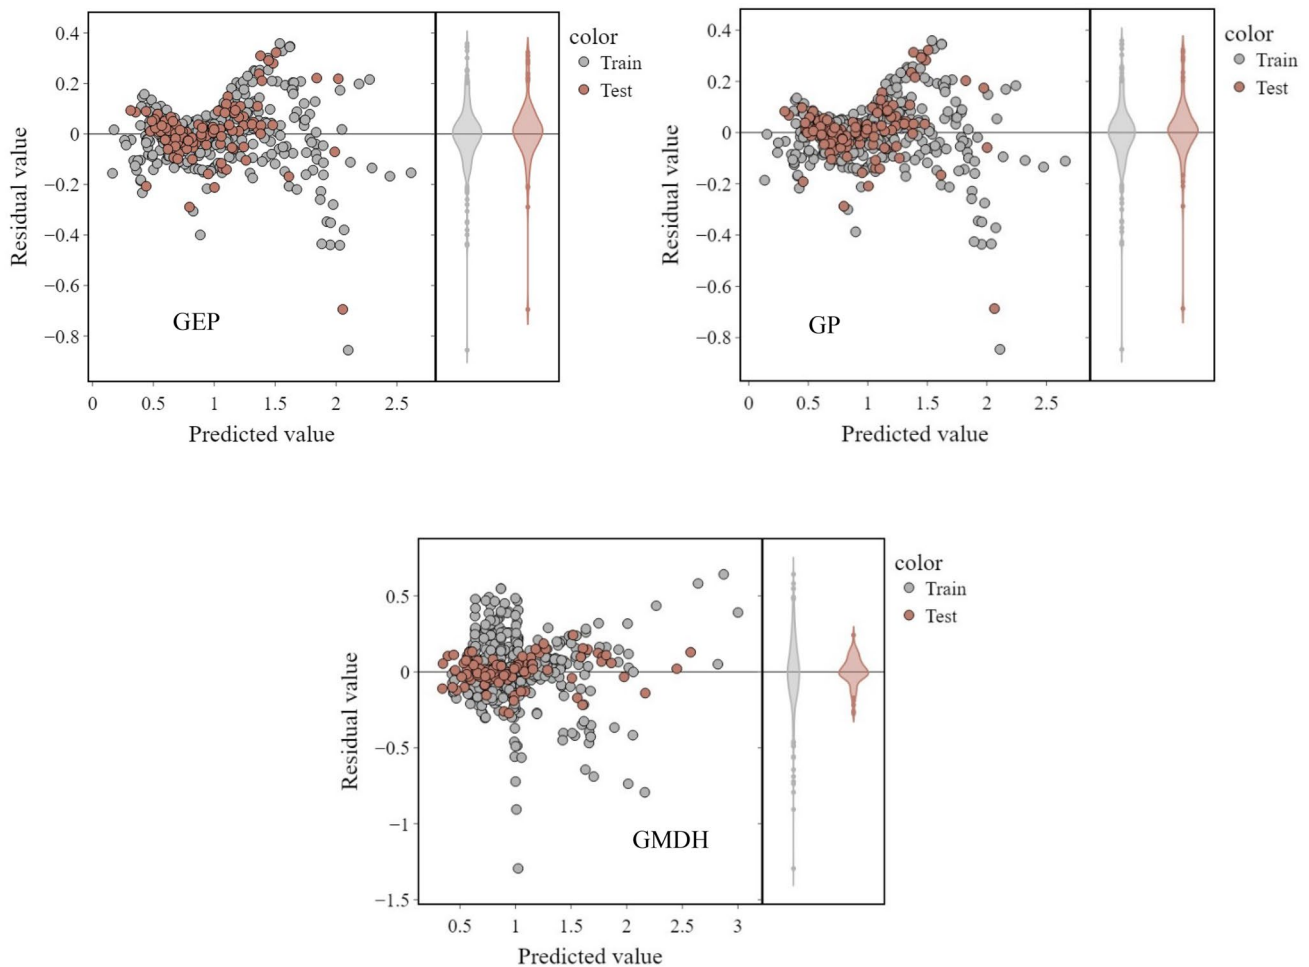 0.4
0.2
0
−0.2
−0.4
−0.6
−0.8
Residual value
GEP
0 0.5 1 1.5 2 2.5
Predicted value
color
Train
Test
0.4
0.2
0
−0.2
−0.4
−0.6
−0.8
Residual value
GP
0 0.5 1 1.5 2 2.5
Predicted value
color
Train
Test
0.5
0
−0.5
−1
−1.5
Residual value
GMDH
0.5 1 1.5 2 2.5 3
Predicted value
color
Train
Test